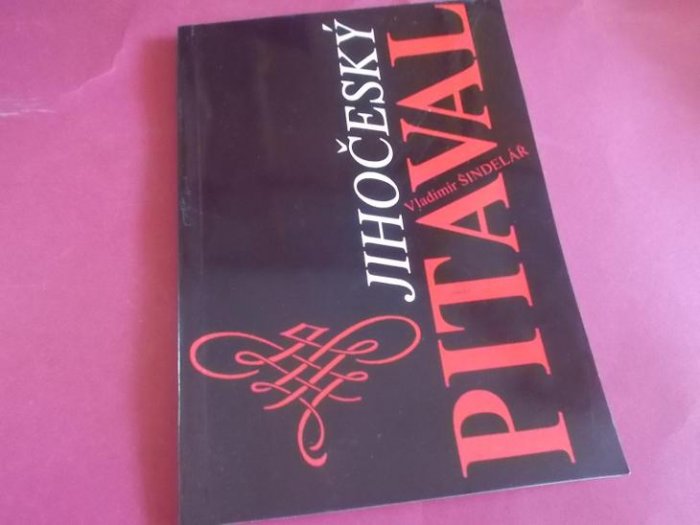 JIHOČESKÝ
PITAVAL
Vladimír ŠINDELÁŘ